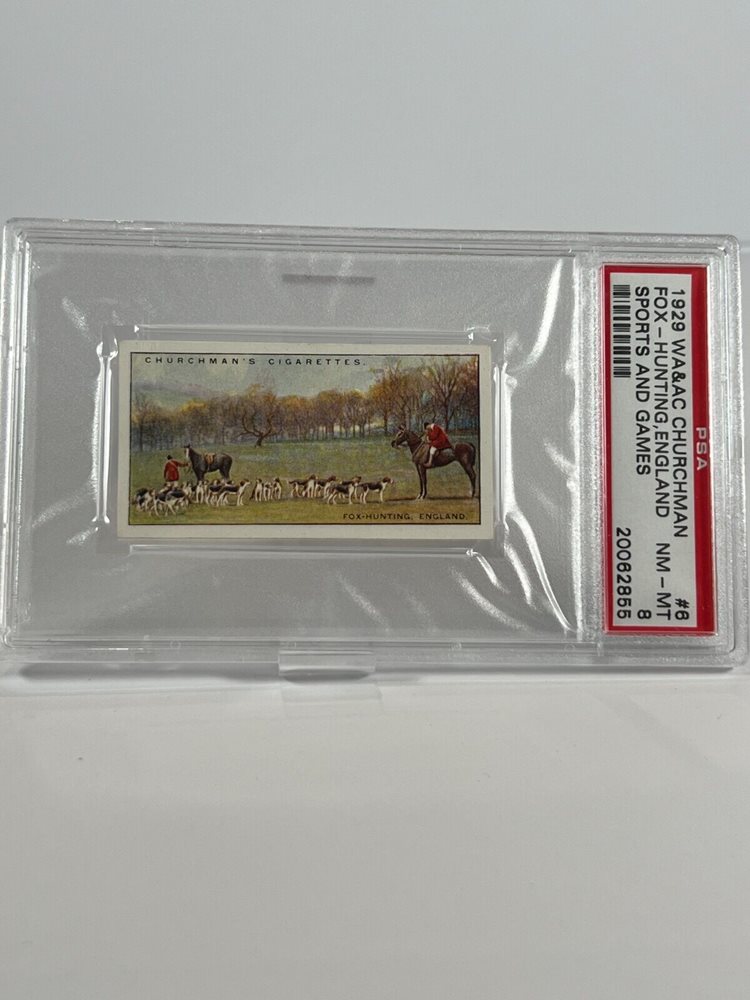 CHURCHMAN'S CIGARETTES.
FOX-HUNTING, ENGLAND.
PSA
1929 WA&AC CHURCHMAN #6
FOX-HUNTING,ENGLAND NM-MT
SPORTS AND GAMES 8
20062855